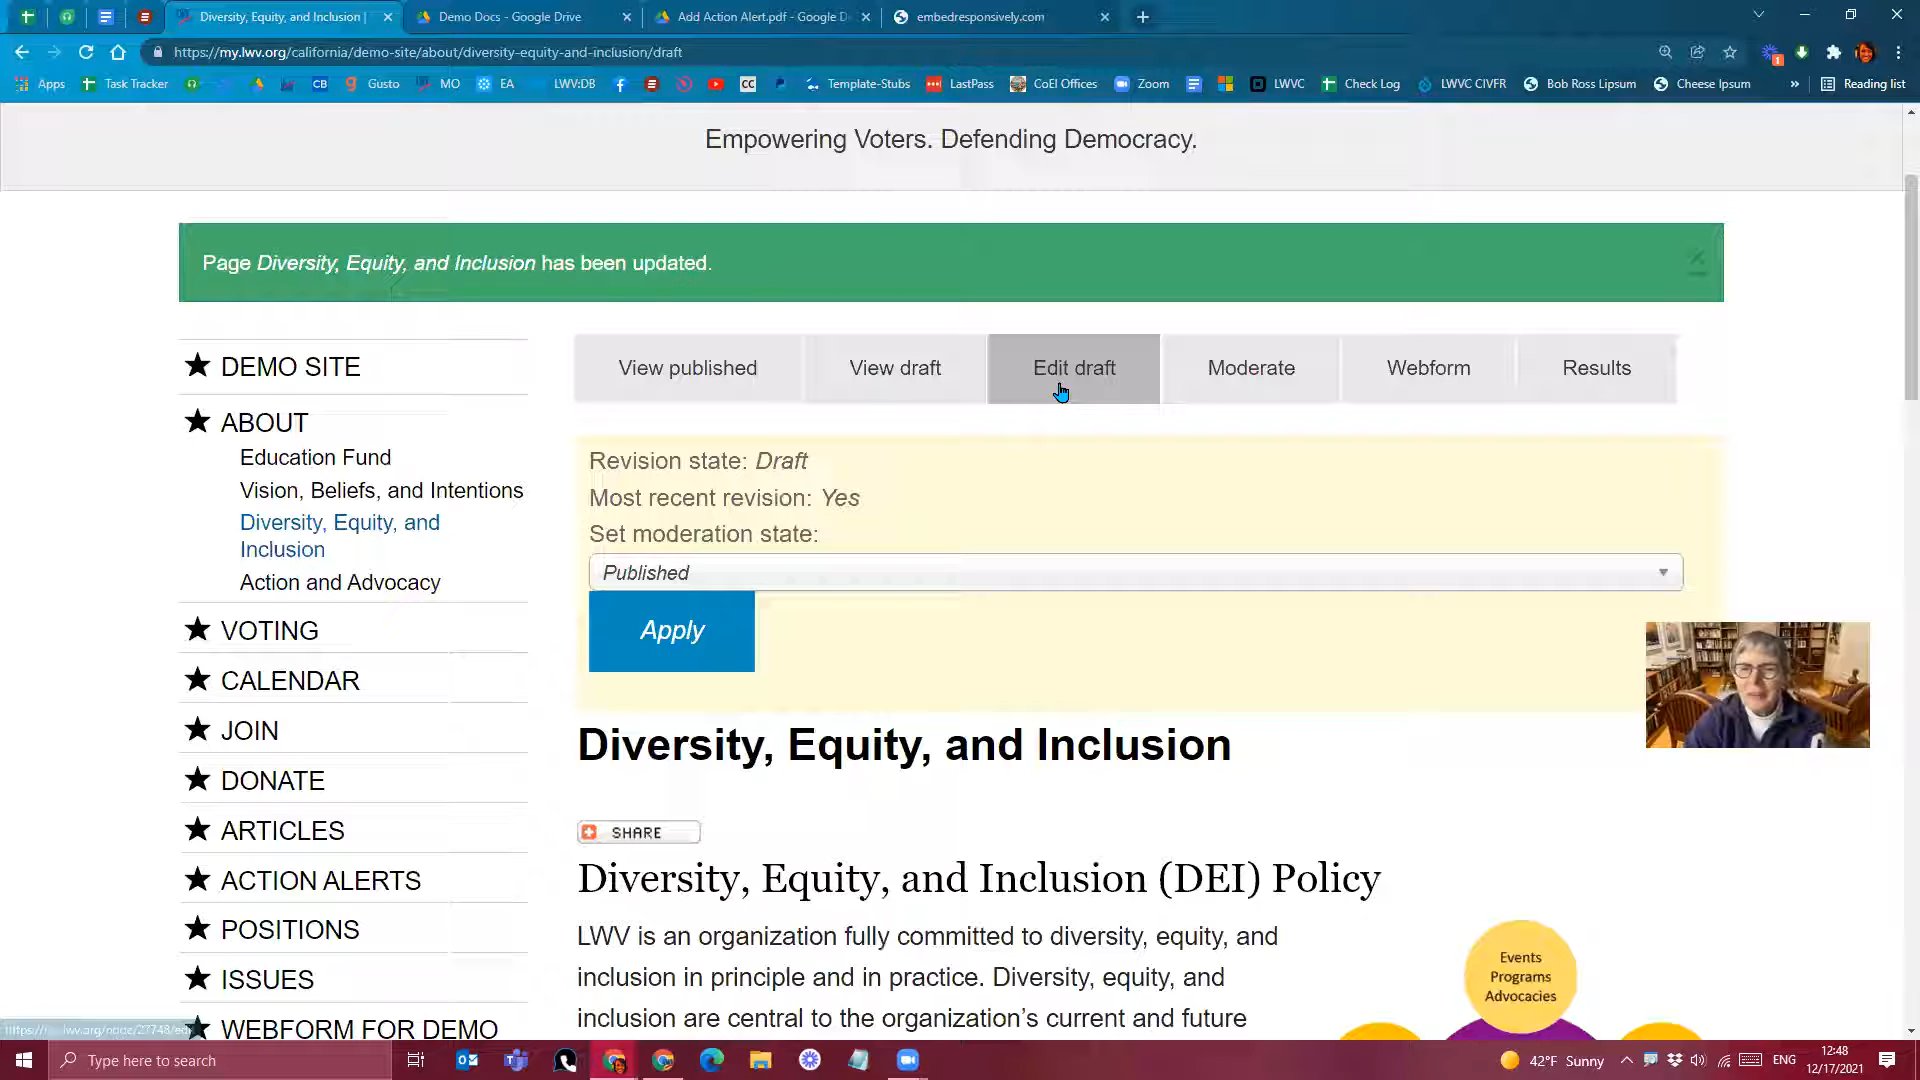 Diversity, Equity, and Inclusion |
Demo Docs - Google Drive
Add Action Alert.pdf - Google D
embedresponsively.com
https://my.lwv.org/california/demo-site/about/diversity-equity-and-inclusion/draft
Apps
Task Tracker
CB
Gusto
MO
EA
LWV:DB
CC
Template-Stubs
LastPass
CoEI Offices
Zoom
LWVC
Check Log
LWVC CIVFR
Bob Ross Lipsum
Cheese Ipsum
»
Reading list
Empowering Voters. Defending Democracy.
Page Diversity, Equity, and Inclusion has been updated.
DEMO SITE
ABOUT
Education Fund
Vision, Beliefs, and Intentions
Diversity, Equity, and
Inclusion
Action and Advocacy
VOTING
CALENDAR
JOIN
DONATE
ARTICLES
ACTION ALERTS
POSITIONS
ISSUES
WEBFORM FOR DEMO
View published
View draft
Edit draft
Moderate
Webform
Results
Revision state: Draft
Most recent revision: Yes
Set moderation state:
Published
Apply
Diversity, Equity, and Inclusion
SHARE
Diversity, Equity, and Inclusion (DEI) Policy
LWV is an organization fully committed to diversity, equity, and
inclusion in principle and in practice. Diversity, equity, and
inclusion are central to the organization's current and future
Events
Programs
Advocacies
Type here to search
42°F Sunny
ENG
12:48
12/17/2021